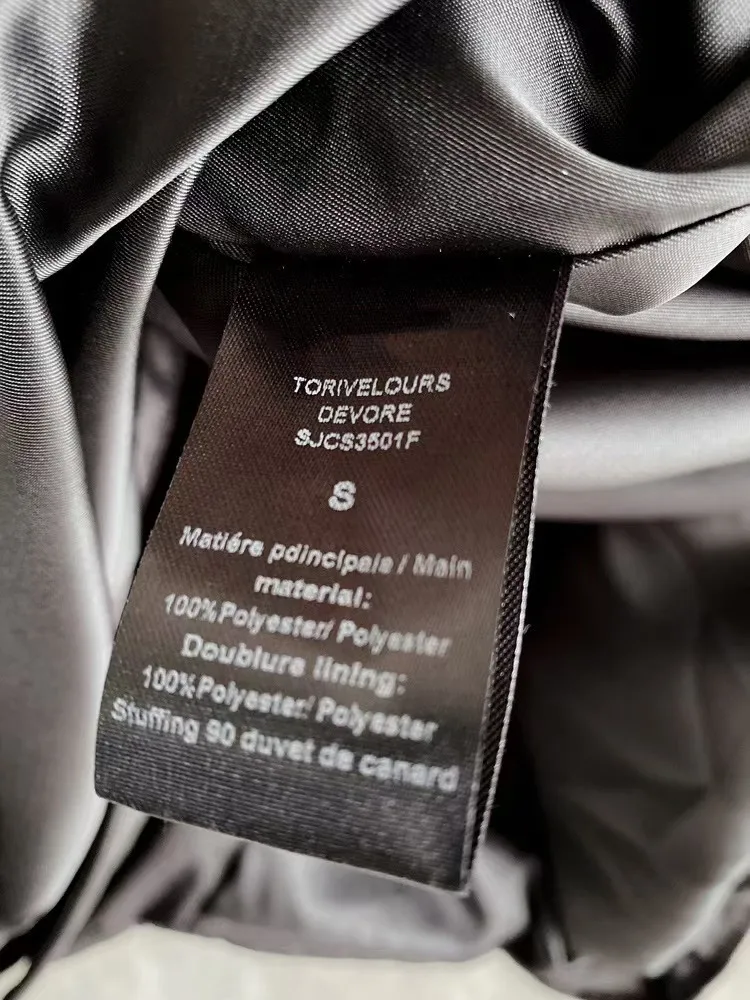 TORIVELOURS
DEVORE
SJCS3501F
S
Matiére pdincipale / Main
material:
100%Polyester/ Polyester
Doublure lining:
100%Polyester/ Polyester
Stuffing 90 duvet de canard